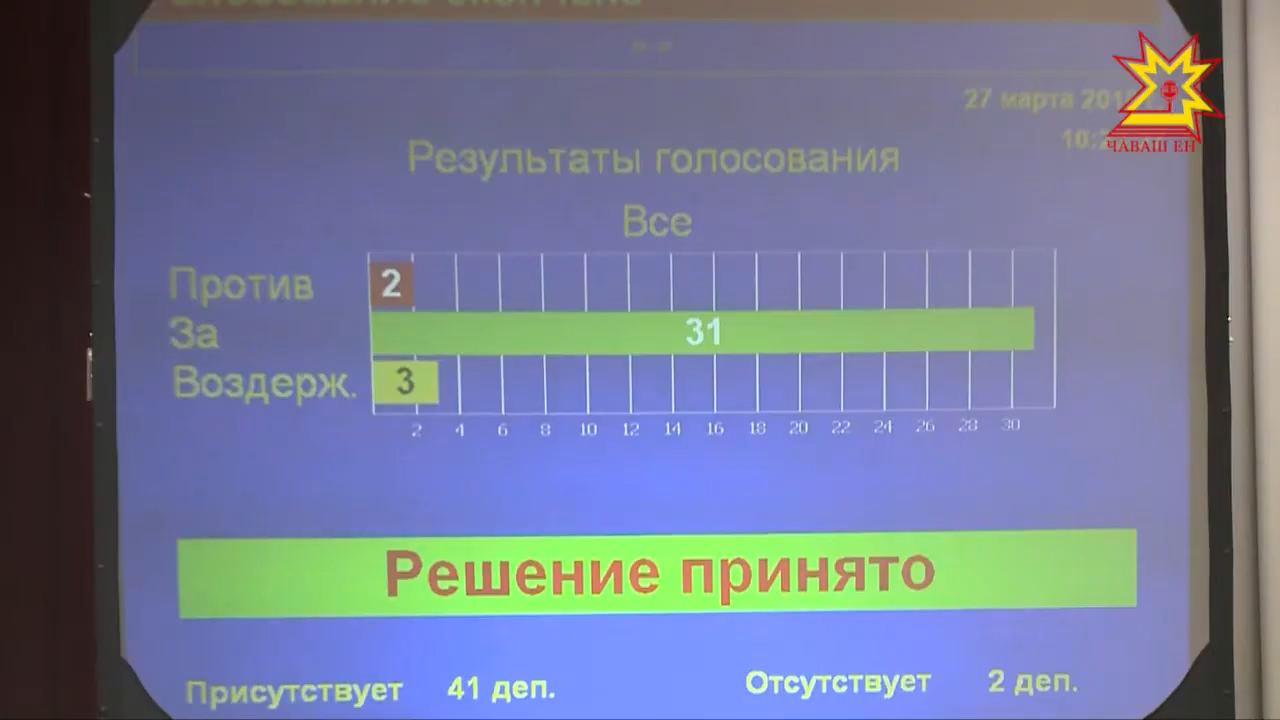 27 марта 201
10:2
ЧӐВАШ ЕН
Результаты голосования
Все
Против 2
За 31
Воздерж. 3
2 4 6 8 10 12 14 16 18 20 22 24 26 28 30
Решение принято
Присутствует 41 деп. Отсутствует 2 деп.